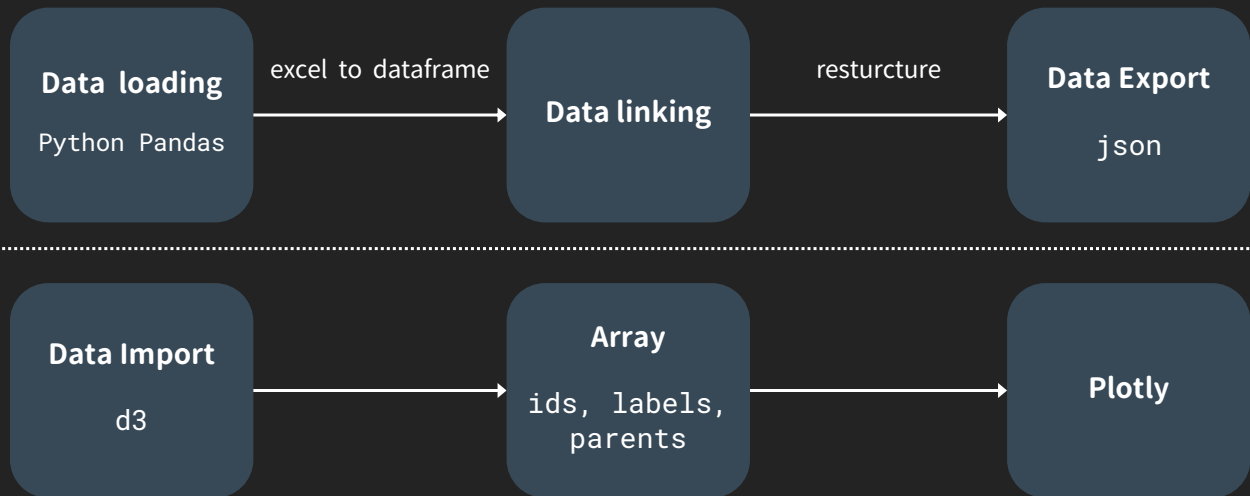 Data loading
Python Pandas
excel to dataframe
Data linking
resturcture
Data Export
json
Data Import
d3
Array
ids, labels,
parents
Plotly